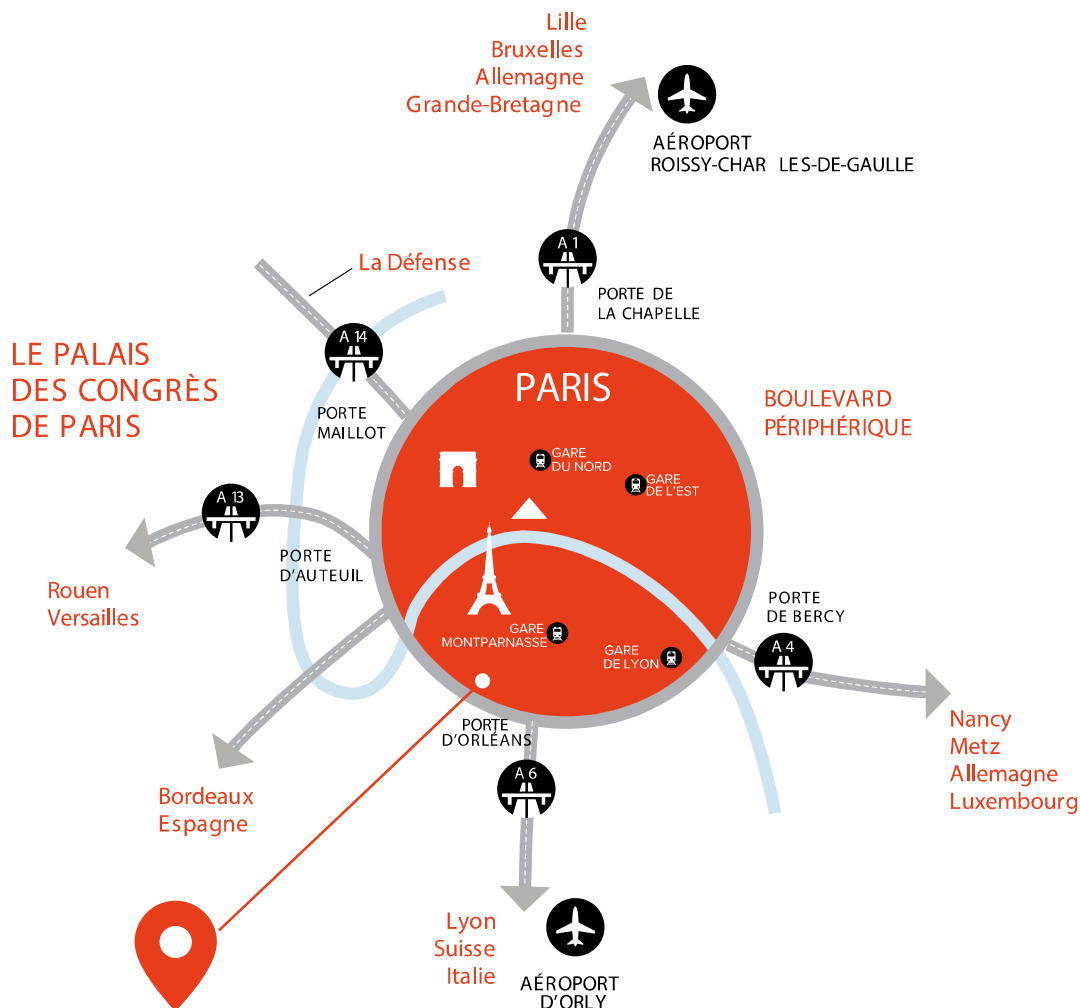 Lille
Bruxelles
Allemagne
Grande-Bretagne
AÉROPORT
ROISSY-CHAR LES-DE-GAULLE
A 1
PORTE DE
LA CHAPELLE
La Défense
A 14
PORTE
MAILLOT
LE PALAIS
DES CONGRÈS
DE PARIS
PARIS
BOULEVARD
PÉRIPHÉRIQUE
GARE
DU NORD
GARE
DE L'EST
A 13
PORTE
D'AUTEUIL
Rouen
Versailles
GARE
MONTPARNASSE
GARE
DE LYON
PORTE
DE BERCY
A 4
Nancy
Metz
Allemagne
Luxembourg
PORTE
D'ORLÉANS
A 6
Bordeaux
Espagne
Lyon
Suisse
Italie
AÉROPORT
D'ORLY